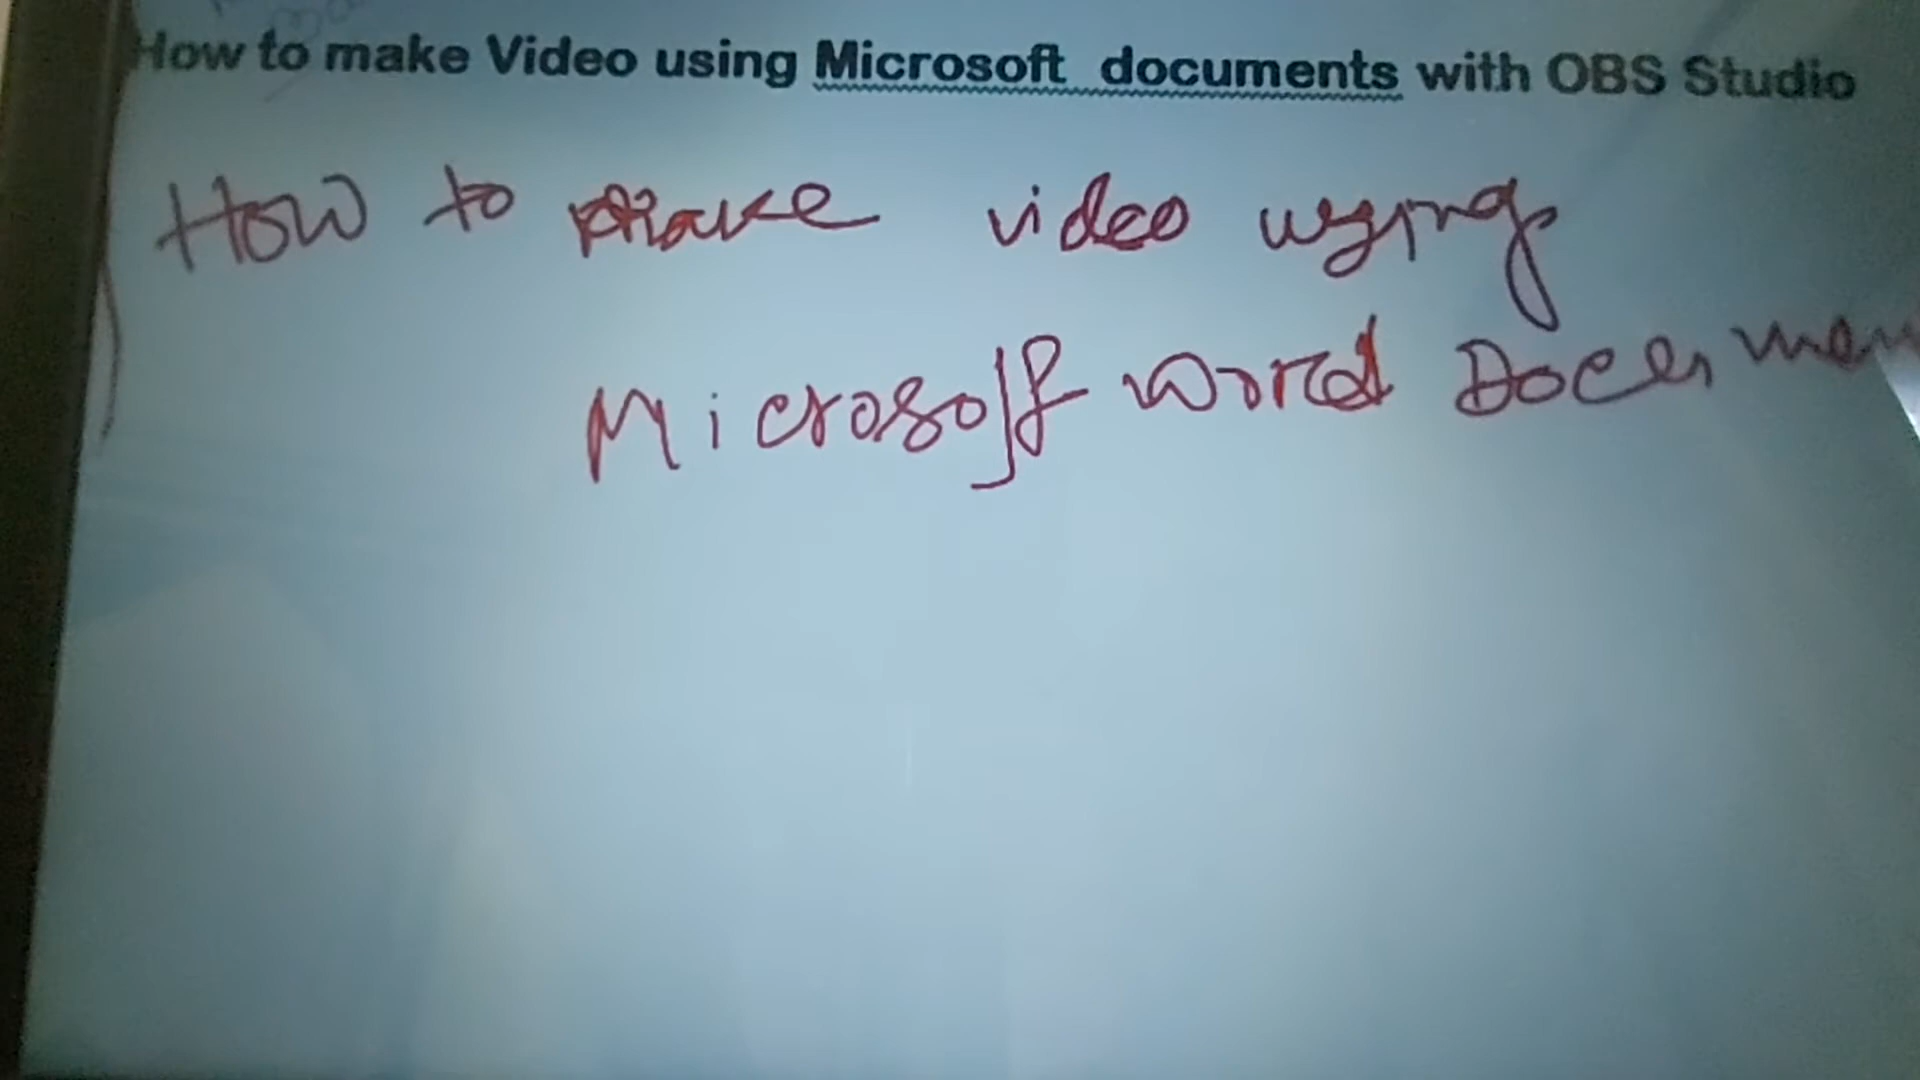 How to make Video using Microsoft documents with OBS Studio
How to make video using
Microsoft word Documen